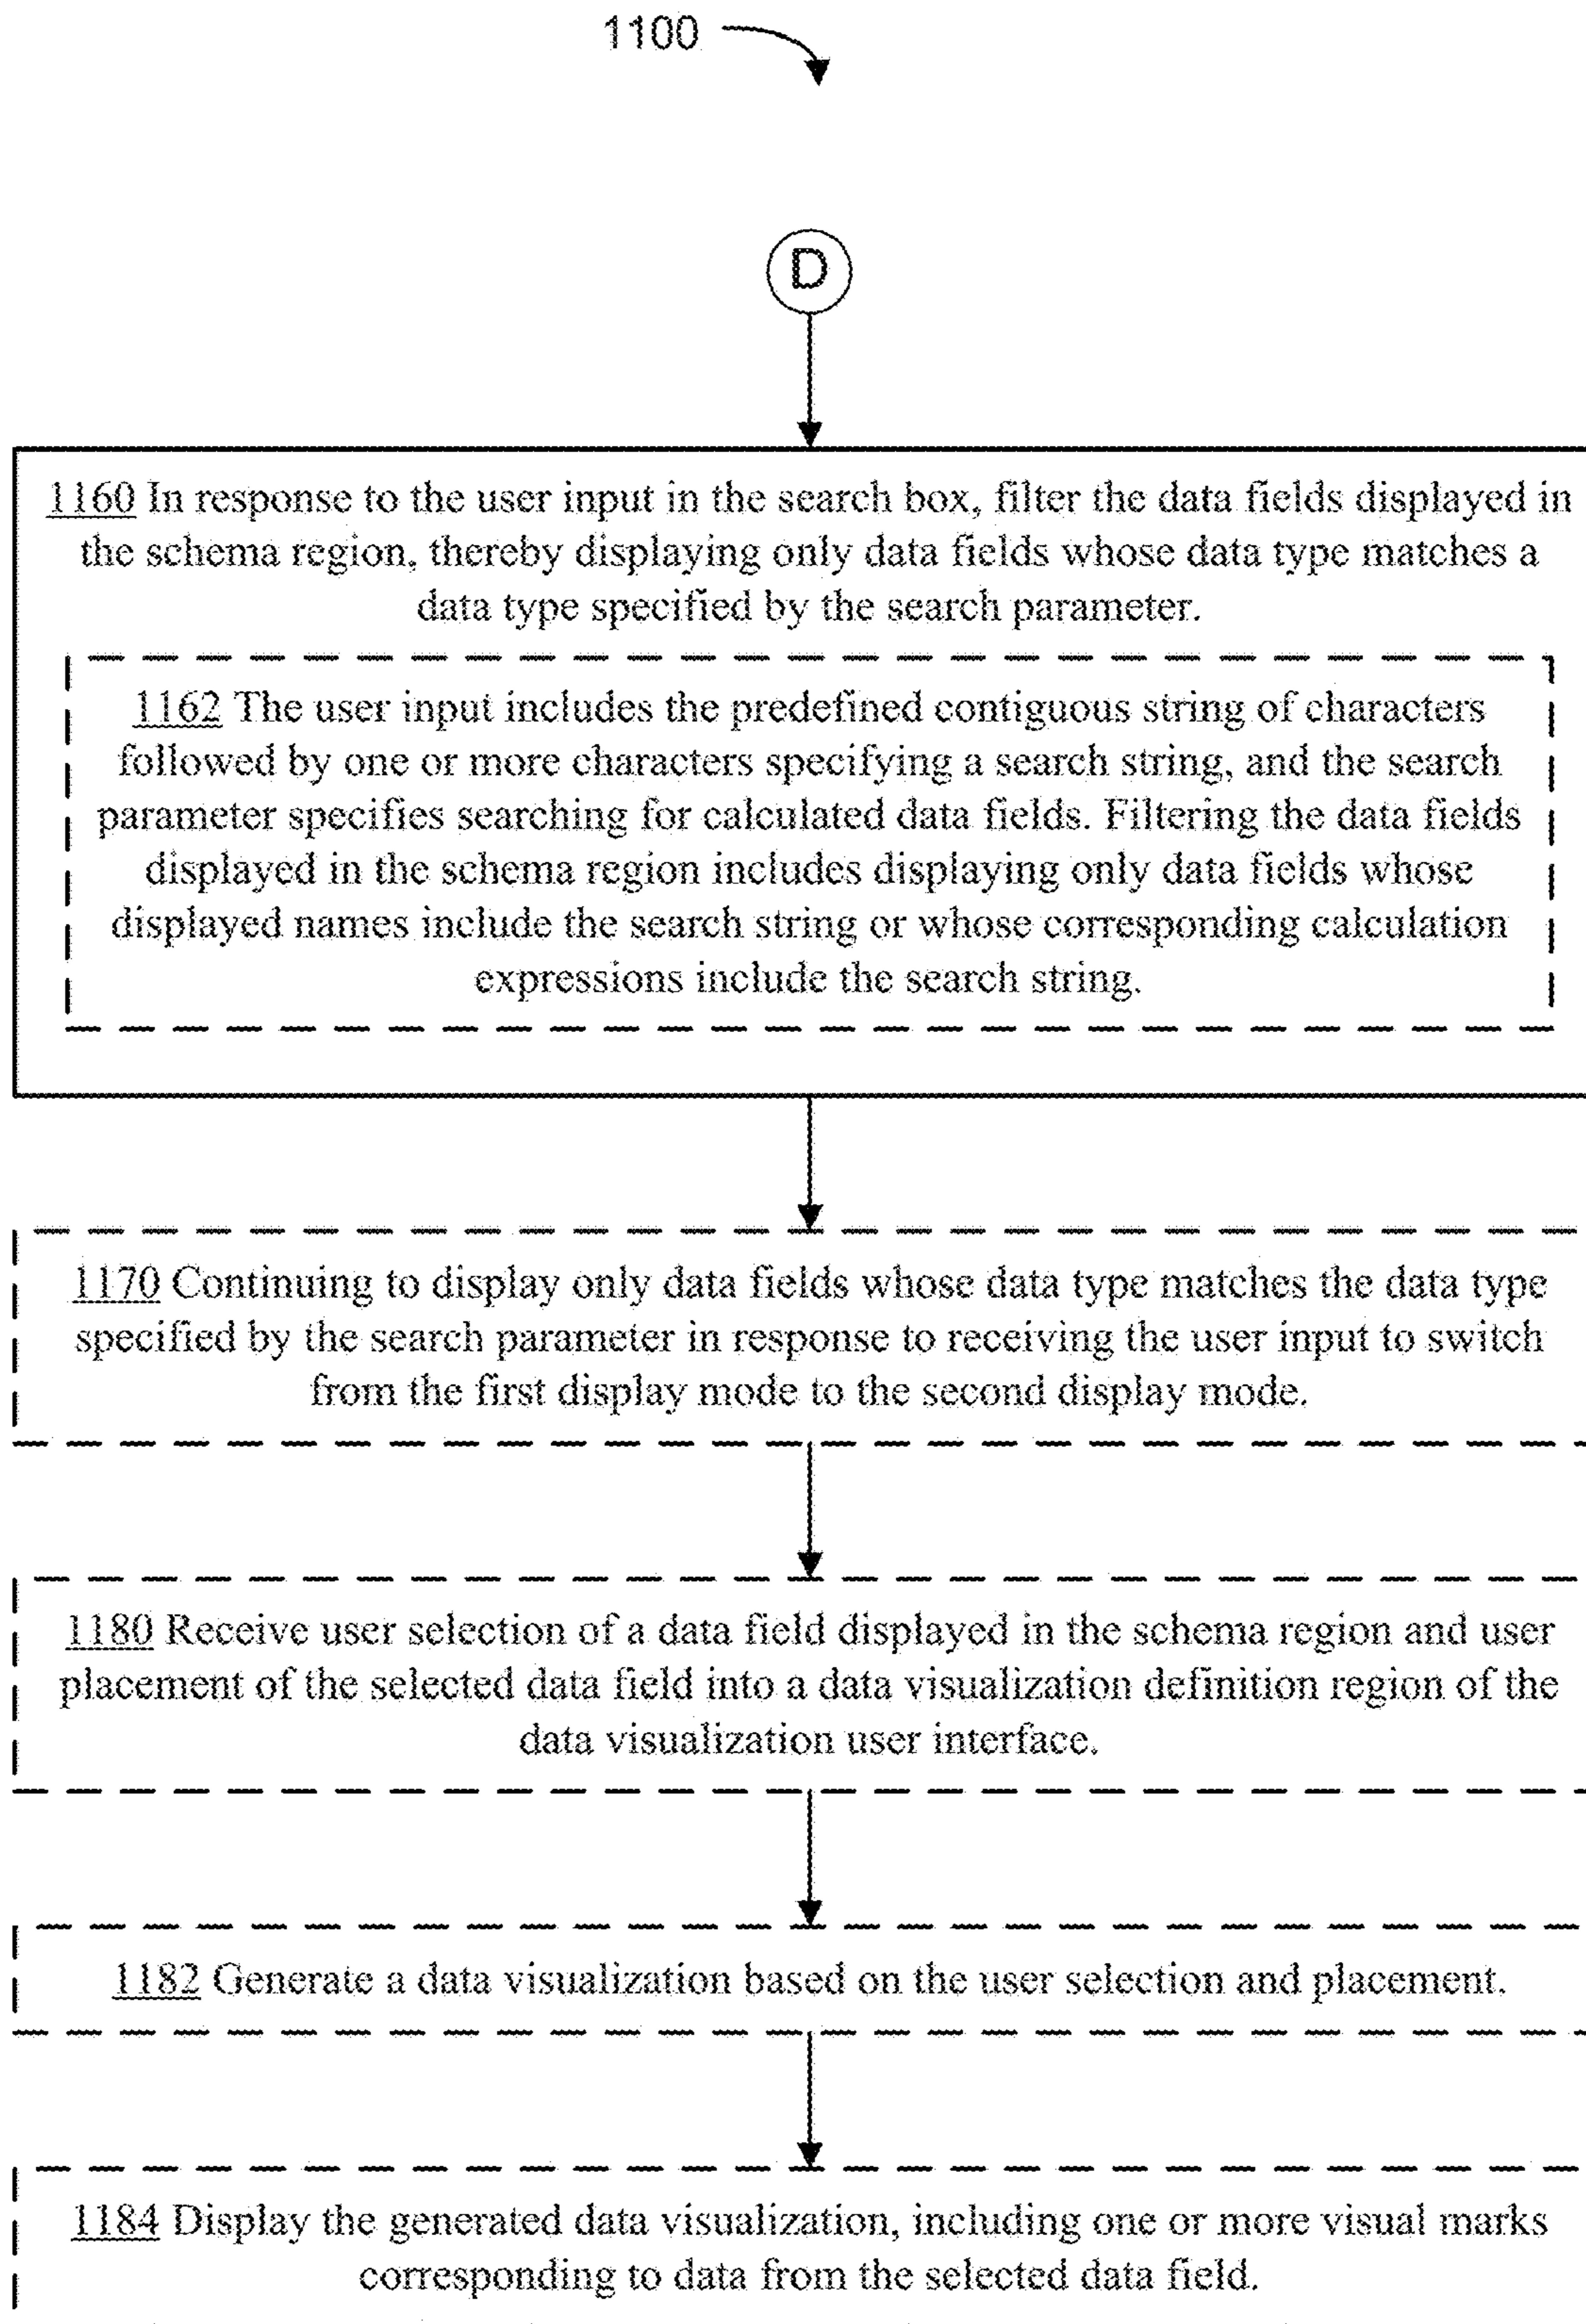 1100
D
1160 In response to the user input in the search box, filter the data fields displayed in
the schema region, thereby displaying only data fields whose data type matches a
data type specified by the search parameter.
1162 The user input includes the predefined contiguous string of characters
followed by one or more characters specifying a search string, and the search
parameter specifies searching for calculated data fields. Filtering the data fields
displayed in the schema region includes displaying only data fields whose
displayed names include the search string or whose corresponding calculation
expressions include the search string.
1170 Continuing to display only data fields whose data type matches the data type
specified by the search parameter in response to receiving the user input to switch
from the first display mode to the second display mode.
1180 Receive user selection of a data field displayed in the schema region and user
placement of the selected data field into a data visualization definition region of the
data visualization user interface.
1182 Generate a data visualization based on the user selection and placement.
1184 Display the generated data visualization, including one or more visual marks
corresponding to data from the selected data field.